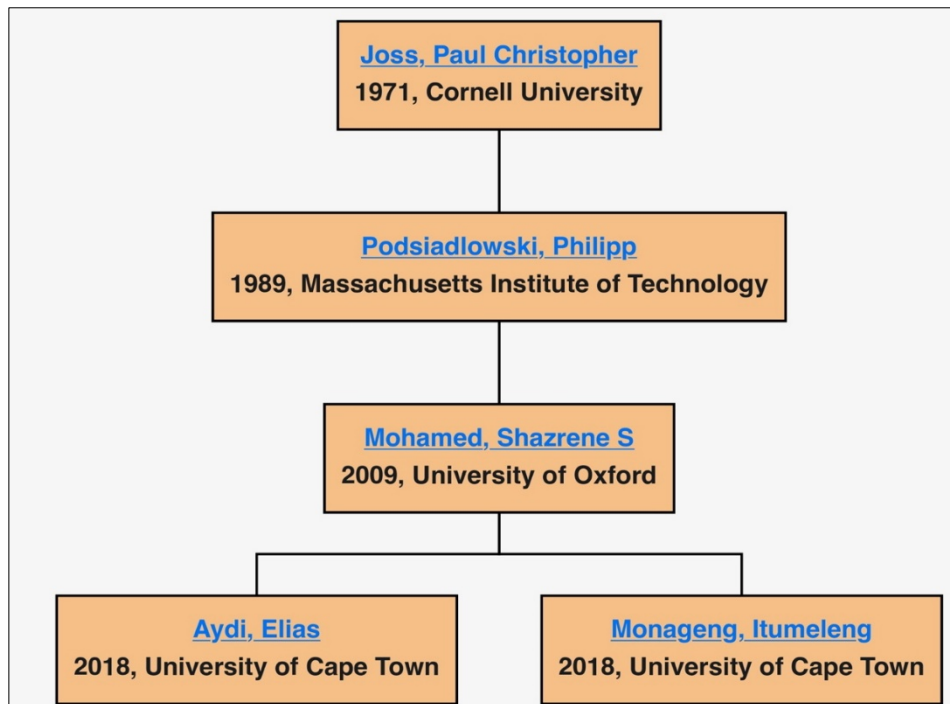 Joss, Paul Christopher
1971, Cornell University
Podsiadlowski, Philipp
1989, Massachusetts Institute of Technology
Mohamed, Shazrene S
2009, University of Oxford
Aydi, Elias
2018, University of Cape Town
Monageng, Itumeleng
2018, University of Cape Town